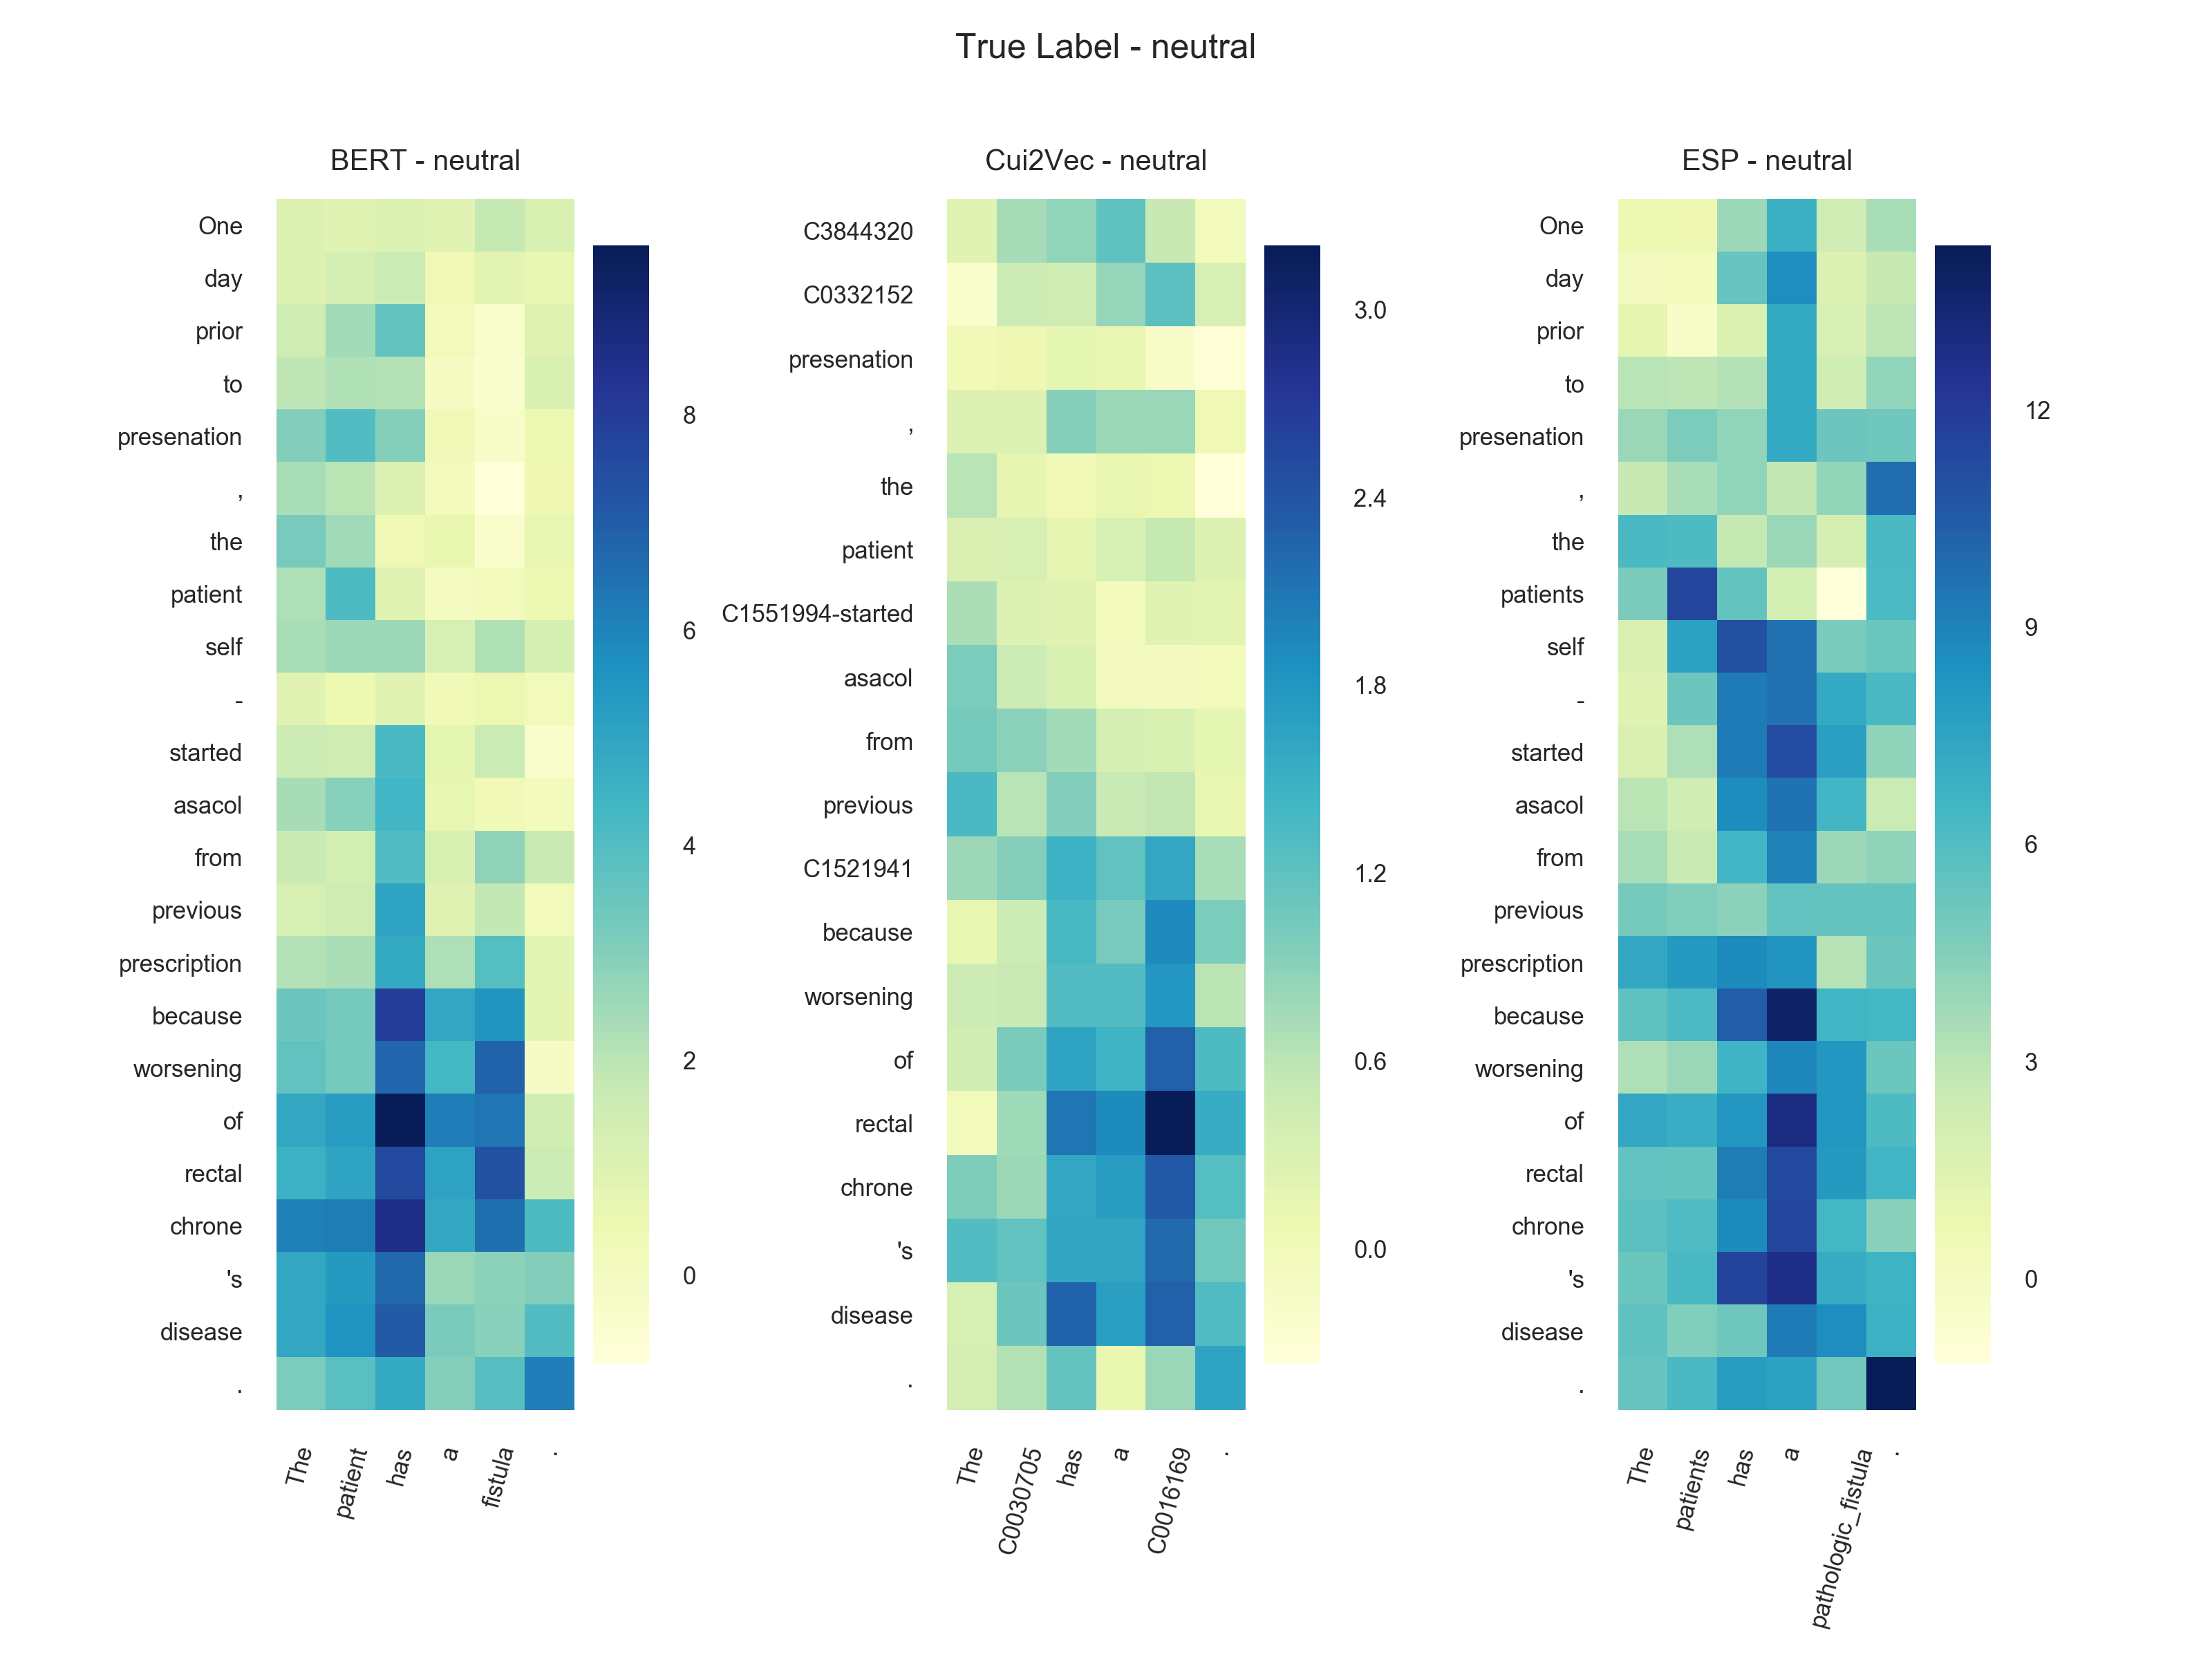 True Label - neutral
BERT - neutral
One
day
prior
to
presenation
,
the
patient
self
-
started
asacol
from
previous
prescription
because
worsening
of
rectal
chrone
's
disease
.
The
patient
has
a
fistula
.
8
6
4
2
0
Cui2Vec - neutral
C3844320
C0332152
presenation
,
the
patient
C1551994-started
asacol
from
previous
C1521941
because
worsening
of
rectal
chrone
's
disease
.
The
C0030705
has
a
C0016169
.
3.0
2.4
1.8
1.2
0.6
0.0
ESP - neutral
One
day
prior
to
presenation
,
the
patients
self
-
started
asacol
from
previous
prescription
because
worsening
of
rectal
chrone
's
disease
.
The
patients
has
a
pathologic_fistula
.
12
9
6
3
0